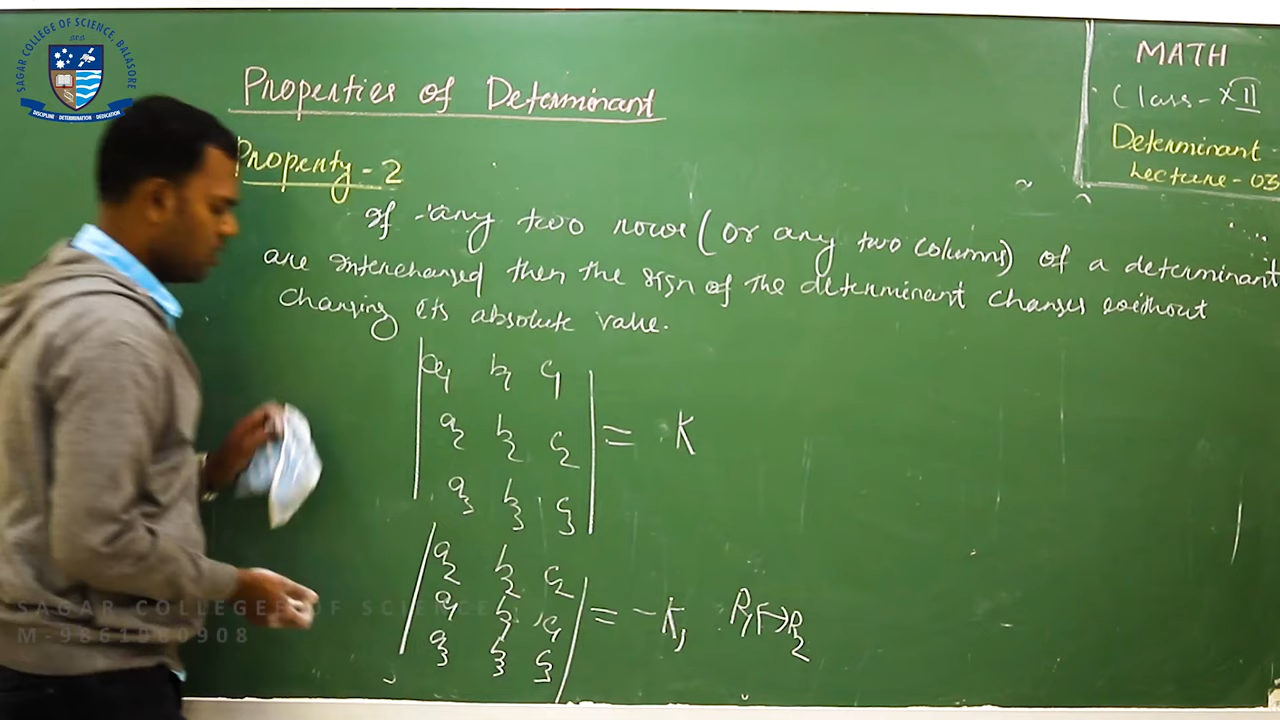 SAGAR COLLEGE OF SCIENCE, BALASORE
DISCIPLINE - DETERMINATION - DEDICATION
MATH
Class - XII
Determinant -
Lecture - 03
Properties of Determinant
Property - 2
If any two rows (or any two columns) of a determinant
are interchanged then the sign of the determinant changes without
changing its absolute value.
a₁ b₁ c₁
a₂ b₂ c₂ = K
a₃ b₃ c₃
a₂ b₂ c₂
a₁ b₁ c₁ = -K, R₁↔R₂
a₃ b₃ c₃
SAGAR COLLEGEE OF SCIENCE